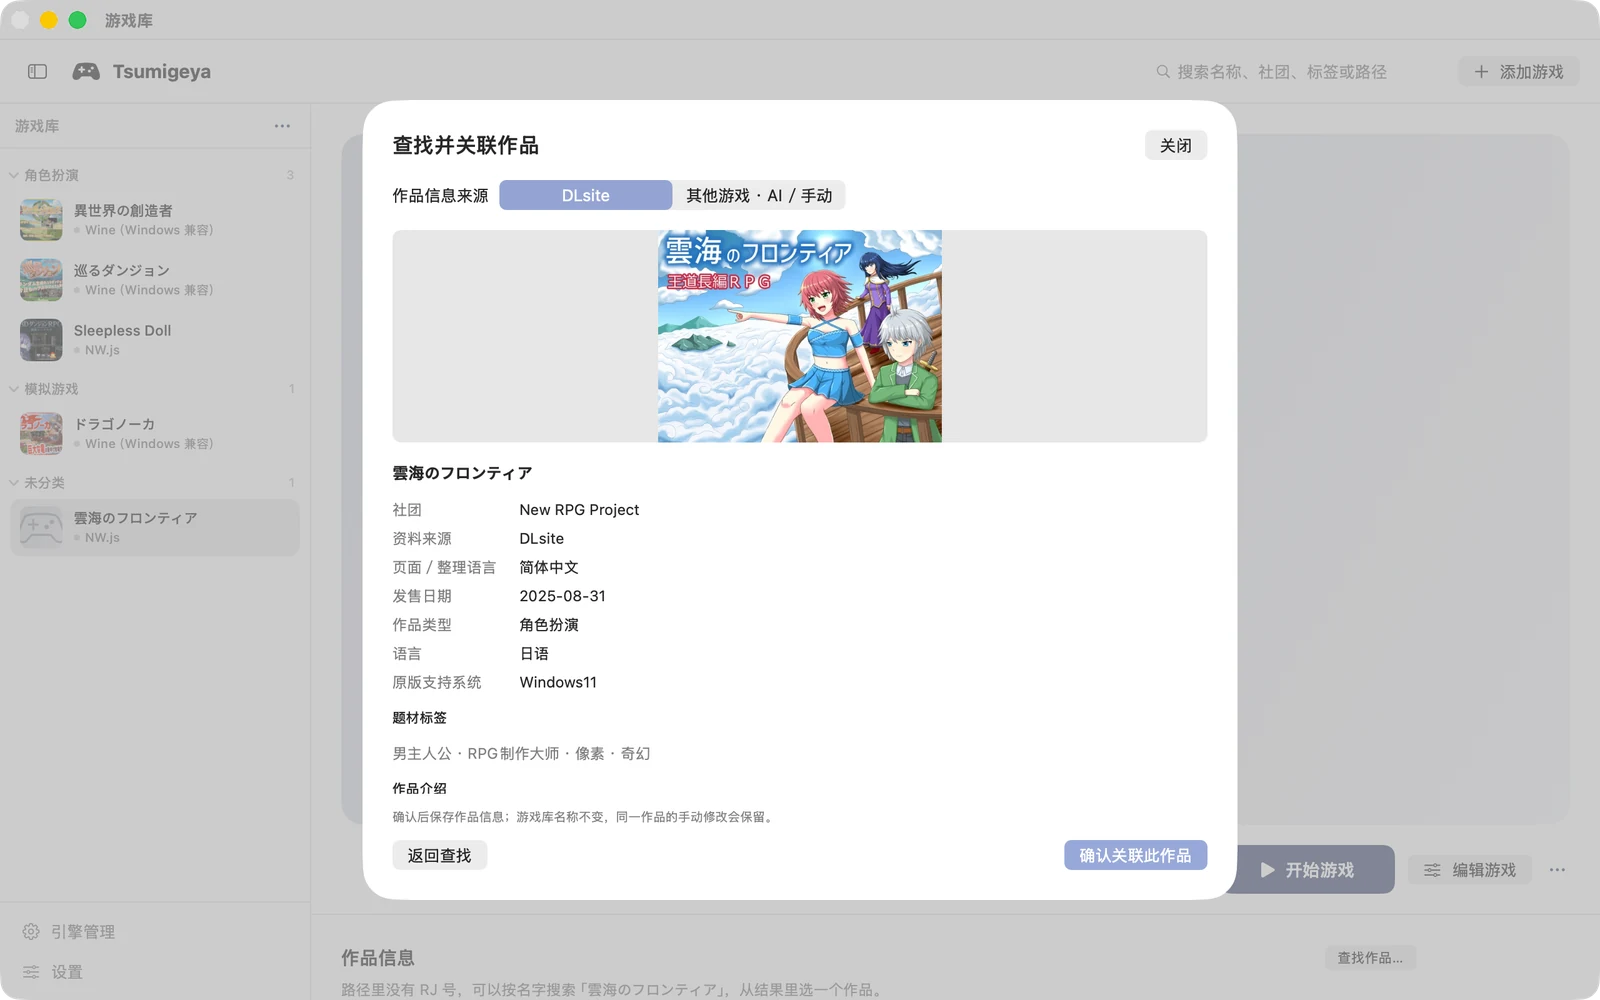 游戏库
Tsumigeya
搜索名称、社团、标签或路径
添加游戏
游戏库
角色扮演 3
異世界の創造者
Wine (Windows 兼容)
巡るダンジョン
Wine (Windows 兼容)
Sleepless Doll
NW.js
模拟游戏 1
ドラゴノーカ
Wine (Windows 兼容)
未分类 1
雲海のフロンティア
NW.js
引擎管理
设置
查找并关联作品
关闭
作品信息来源 DLsite 其他游戏 · AI / 手动
雲海のフロンティア
王道長編RPG
雲海のフロンティア
社团 New RPG Project
资料来源 DLsite
页面 / 整理语言 简体中文
发售日期 2025-08-31
作品类型 角色扮演
语言 日语
原版支持系统 Windows11
题材标签
男主人公 · RPG制作大师 · 像素 · 奇幻
作品介绍
确认后保存作品信息；游戏库名称不变，同一作品的手动修改会保留。
返回查找
确认关联此作品
开始游戏
编辑游戏
作品信息
查找作品...
路径里没有 RJ 号，可以按名字搜索「雲海のフロンティア」，从结果里选一个作品。